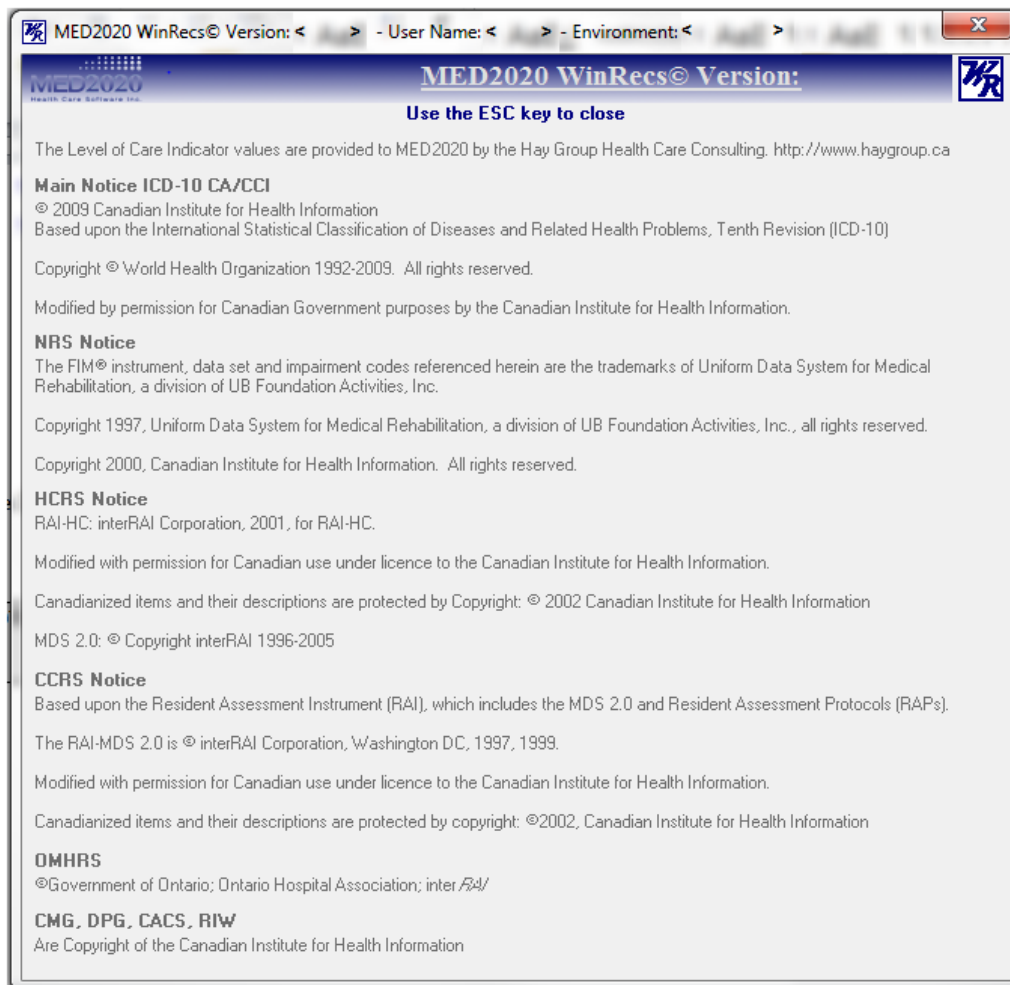 MED2020 WinRecs© Version: < > - User Name: < > - Environment: < >
MED2020
Health Care Software Inc.
MED2020 WinRecs© Version:
WR
Use the ESC key to close
The Level of Care Indicator values are provided to MED2020 by the Hay Group Health Care Consulting. http://www.haygroup.ca
Main Notice ICD-10 CA/CCI
© 2009 Canadian Institute for Health Information
Based upon the International Statistical Classification of Diseases and Related Health Problems, Tenth Revision (ICD-10)
Copyright © World Health Organization 1992-2009. All rights reserved.
Modified by permission for Canadian Government purposes by the Canadian Institute for Health Information.
NRS Notice
The FIM® instrument, data set and impairment codes referenced herein are the trademarks of Uniform Data System for Medical
Rehabilitation, a division of UB Foundation Activities, Inc.
Copyright 1997, Uniform Data System for Medical Rehabilitation, a division of UB Foundation Activities, Inc., all rights reserved.
Copyright 2000, Canadian Institute for Health Information. All rights reserved.
HCRS Notice
RAI-HC: interRAI Corporation, 2001, for RAI-HC.
Modified with permission for Canadian use under licence to the Canadian Institute for Health Information.
Canadianized items and their descriptions are protected by Copyright: © 2002 Canadian Institute for Health Information
MDS 2.0: © Copyright interRAI 1996-2005
CCRS Notice
Based upon the Resident Assessment Instrument (RAI), which includes the MDS 2.0 and Resident Assessment Protocols (RAPs).
The RAI-MDS 2.0 is © interRAI Corporation, Washington DC, 1997, 1999.
Modified with permission for Canadian use under licence to the Canadian Institute for Health Information.
Canadianized items and their descriptions are protected by copyright: ©2002, Canadian Institute for Health Information
OMHRS
©Government of Ontario; Ontario Hospital Association; inter RAI
CMG, DPG, CACS, RIW
Are Copyright of the Canadian Institute for Health Information